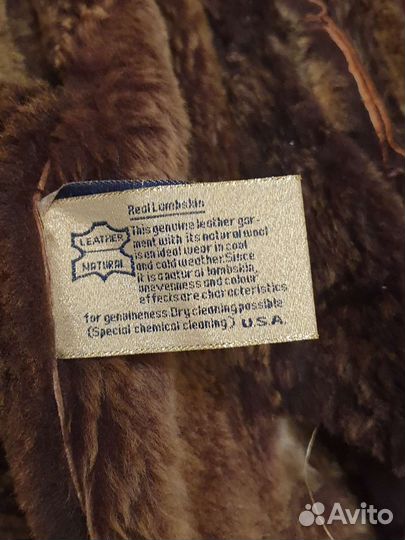 Real Lambskin
LEATHER
NATURAL
This genuine leather gar-
ment with its natural wool
is an ideal wear in cool
and cold weather. Since
it is a natural lambskin,
unevenness and colour
effects are characteristics
for genuineness. Dry cleaning possible
(Special chemical cleaning) U.S.A.
Avito